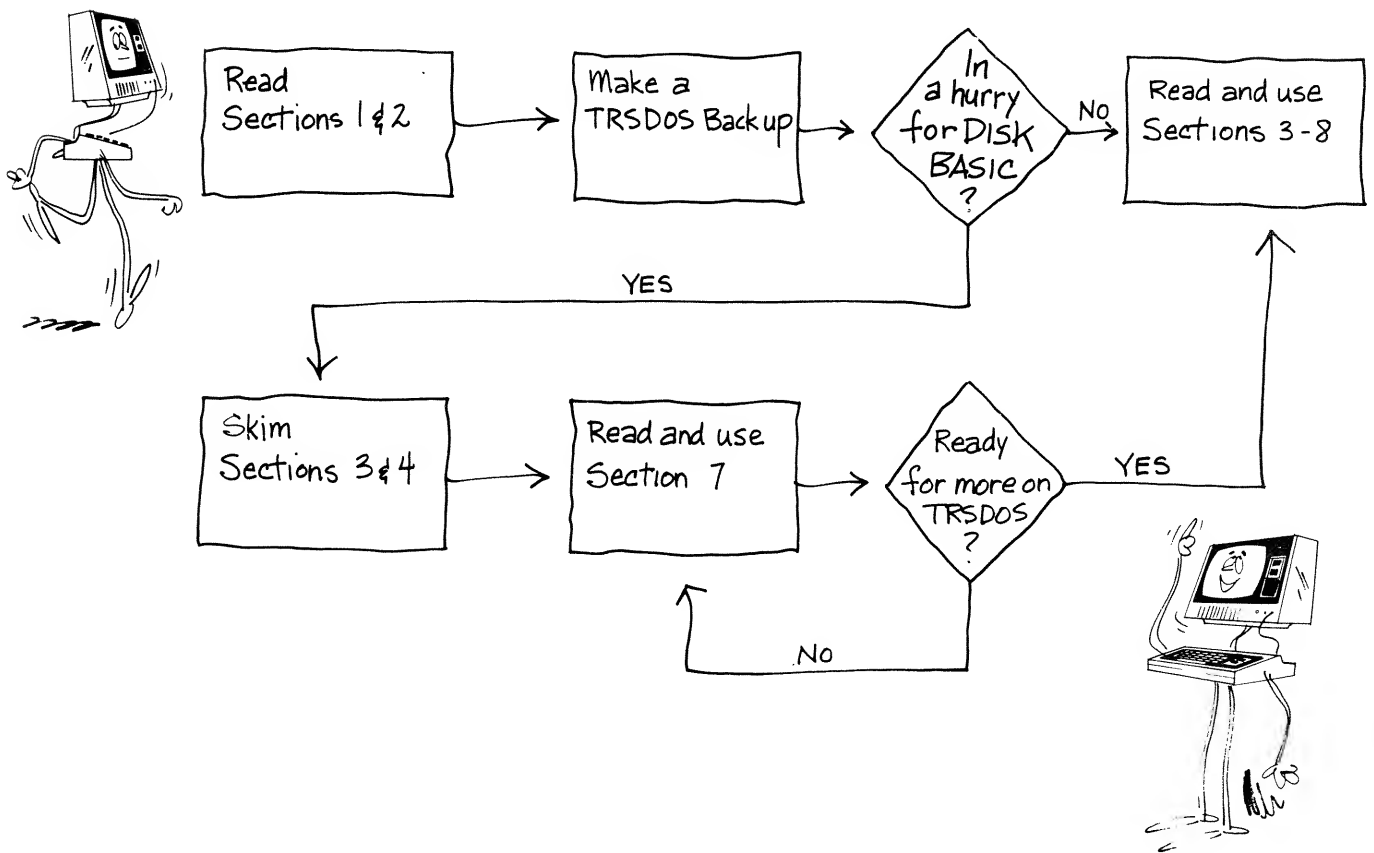 Read
Sections 1 & 2
Make a
TRSDOS Backup
In
a hurry
for DISK
BASIC
?
NO
Read and use
Sections 3-8
YES
Skim
Sections 3 & 4
Read and use
Section 7
Ready
for more on
TRSDOS
?
YES
NO